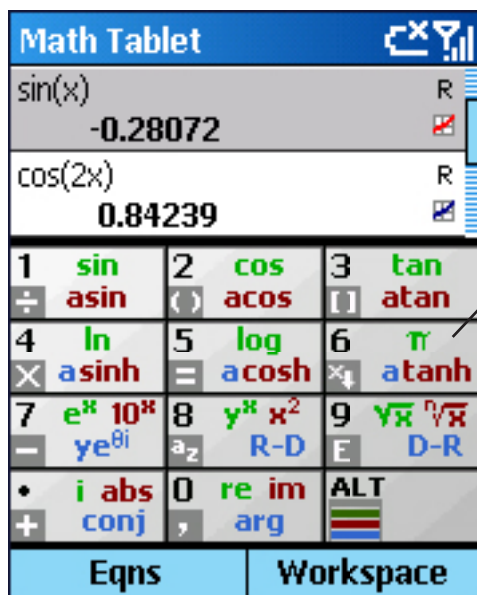 Math Tablet
sin(x) R
-0.28072
cos(2x) R
0.84239
1 sin 2 cos 3 tan
÷ asin ( ) acos [ ] atan
4 ln 5 log 6 π
× asinh = acosh x↓ atanh
7 eˣ 10ˣ 8 yˣ x² 9 √x ⁿ√x
− yeᶿⁱ az R-D E D-R
• i abs 0 re im ALT
+ conj , arg
Eqns Workspace